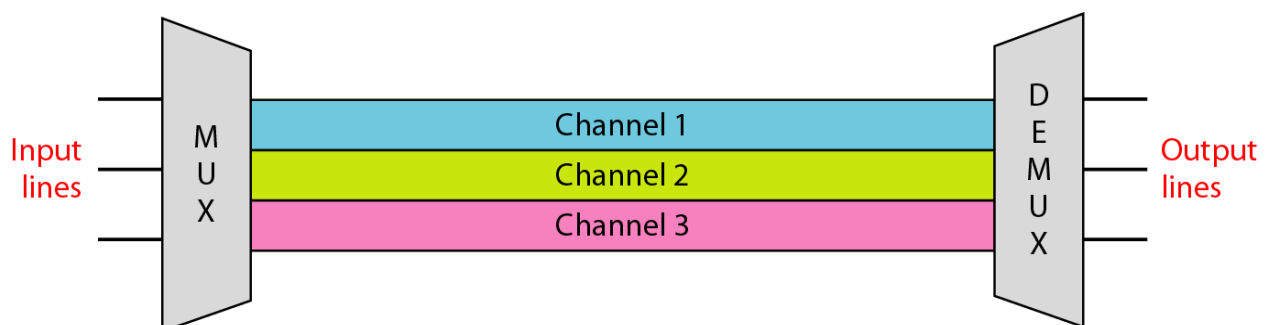 Input
lines
M
U
X
Channel 1
Channel 2
Channel 3
D
E
M
U
X
Output
lines